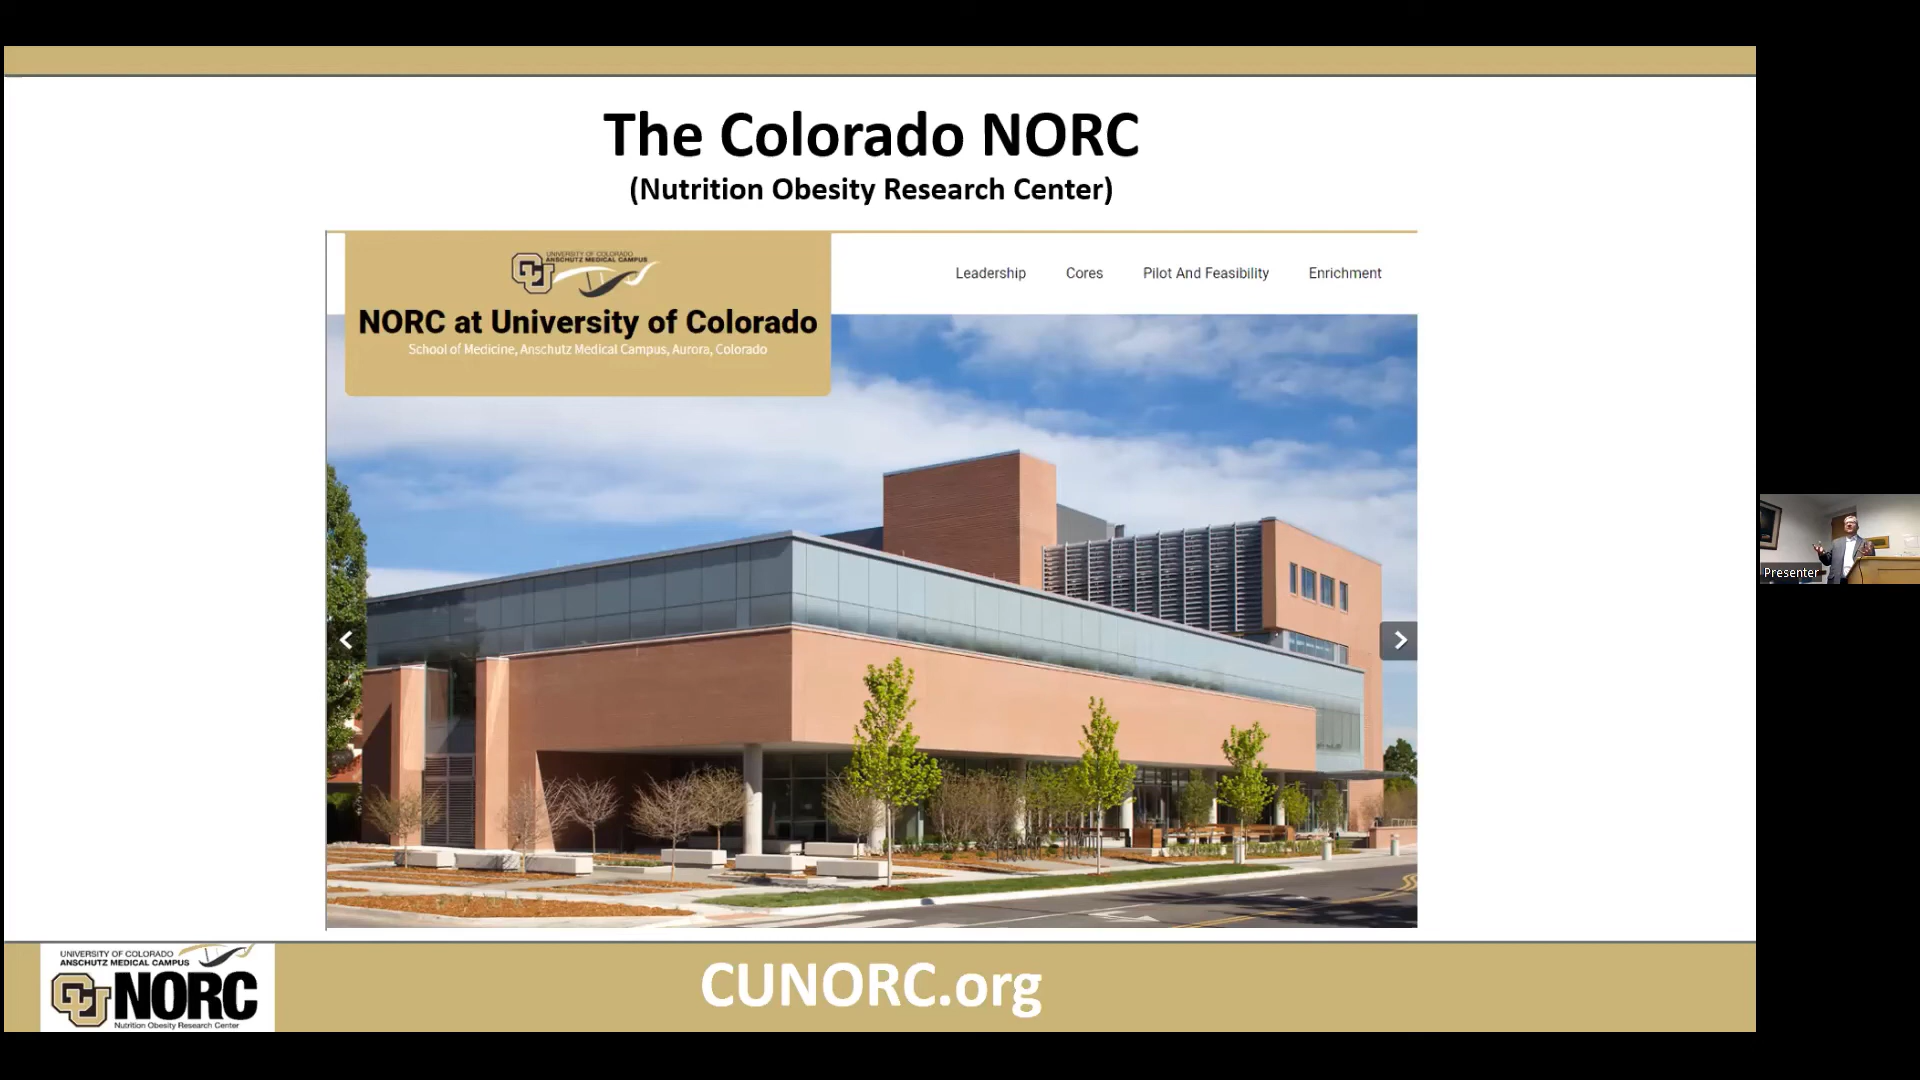 The Colorado NORC
(Nutrition Obesity Research Center)
UNIVERSITY OF COLORADO
ANSCHUTZ MEDICAL CAMPUS
NORC at University of Colorado
School of Medicine, Anschutz Medical Campus, Aurora, Colorado
Leadership Cores Pilot And Feasibility Enrichment
Presenter
UNIVERSITY OF COLORADO
ANSCHUTZ MEDICAL CAMPUS
CU NORC
Nutrition Obesity Research Center
CUNORC.org